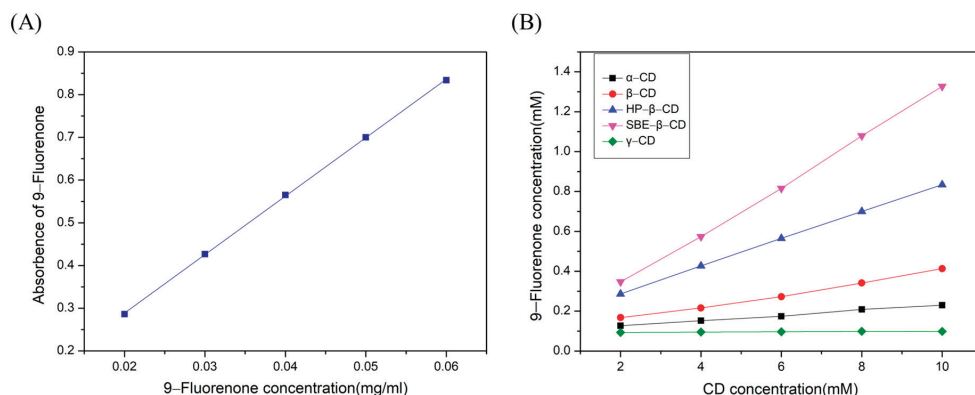 (A)
Absorbence of 9–Fluorenone
0.9
0.8
0.7
0.6
0.5
0.4
0.3
0.2
0.02 0.03 0.04 0.05 0.06
9–Fluorenone concentration(mg/ml)
(B)
9–Fluorenone concentration(mM)
1.4
1.2
1.0
0.8
0.6
0.4
0.2
0.0
α–CD
β–CD
HP–β–CD
SBE–β–CD
γ–CD
2 4 6 8 10
CD concentration(mM)